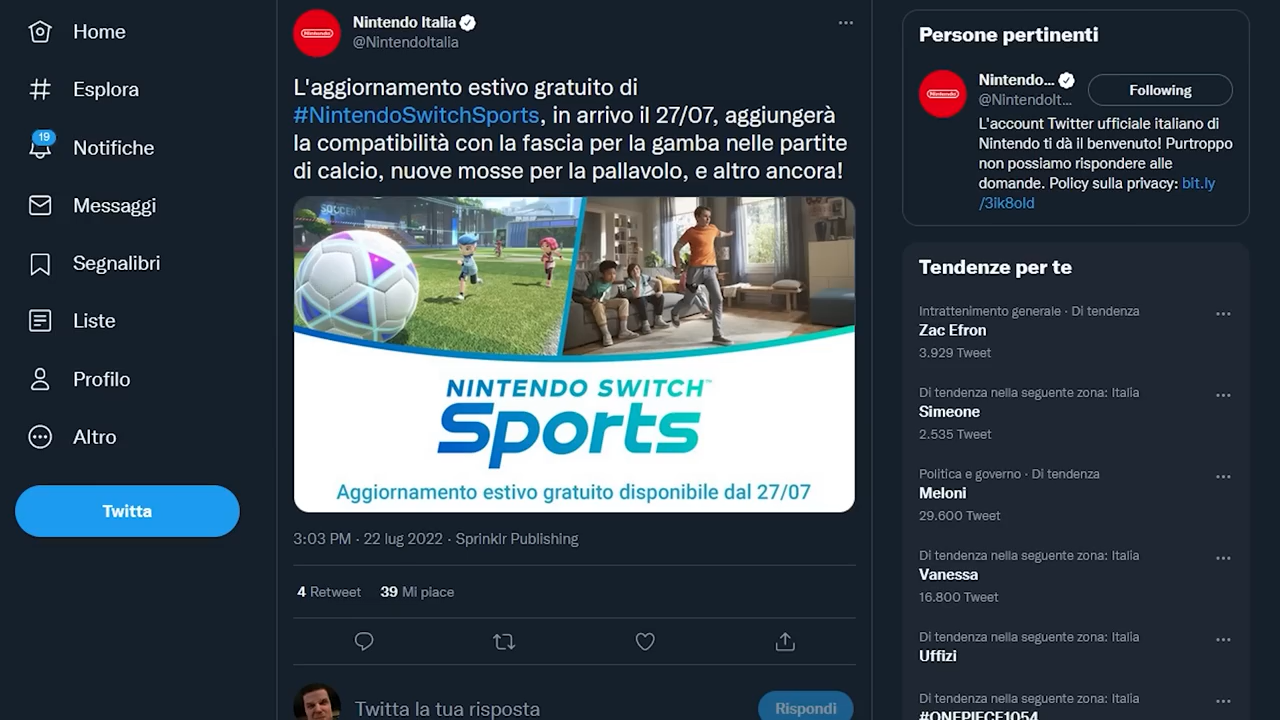 Home
Esplora
19
Notifiche
Messaggi
Segnalibri
Liste
Profilo
Altro
Twitta
Nintendo Italia
@NintendoItalia
L'aggiornamento estivo gratuito di
#NintendoSwitchSports, in arrivo il 27/07, aggiungerà
la compatibilità con la fascia per la gamba nelle partite
di calcio, nuove mosse per la pallavolo, e altro ancora!
SOCCER
NINTENDO SWITCH™
Sports
Aggiornamento estivo gratuito disponibile dal 27/07
3:03 PM · 22 lug 2022 · Sprinklr Publishing
4 Retweet 39 Mi piace
Twitta la tua risposta
Rispondi
Persone pertinenti
Nintendo...
@NintendoIt...
Following
L'account Twitter ufficiale italiano di
Nintendo ti dà il benvenuto! Purtroppo
non possiamo rispondere alle
domande. Policy sulla privacy: bit.ly
/3ik8old
Tendenze per te
Intrattenimento generale · Di tendenza
Zac Efron
3.929 Tweet
Di tendenza nella seguente zona: Italia
Simeone
2.535 Tweet
Politica e governo · Di tendenza
Meloni
29.600 Tweet
Di tendenza nella seguente zona: Italia
Vanessa
16.800 Tweet
Di tendenza nella seguente zona: Italia
Uffizi
Di tendenza nella seguente zona: Italia
#ONEPIECE1054